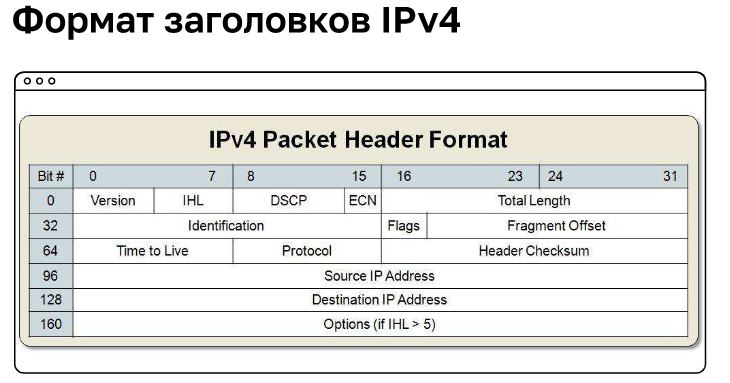 Формат заголовков IPv4
IPv4 Packet Header Format
Bit # 0 7 8 15 16 23 24 31
0 Version IHL DSCP ECN Total Length
32 Identification Flags Fragment Offset
64 Time to Live Protocol Header Checksum
96 Source IP Address
128 Destination IP Address
160 Options (if IHL > 5)